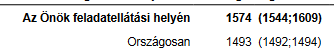 Az Önök feladatellátási helyén 1574 (1544;1609)
Országosan 1493 (1492;1494)